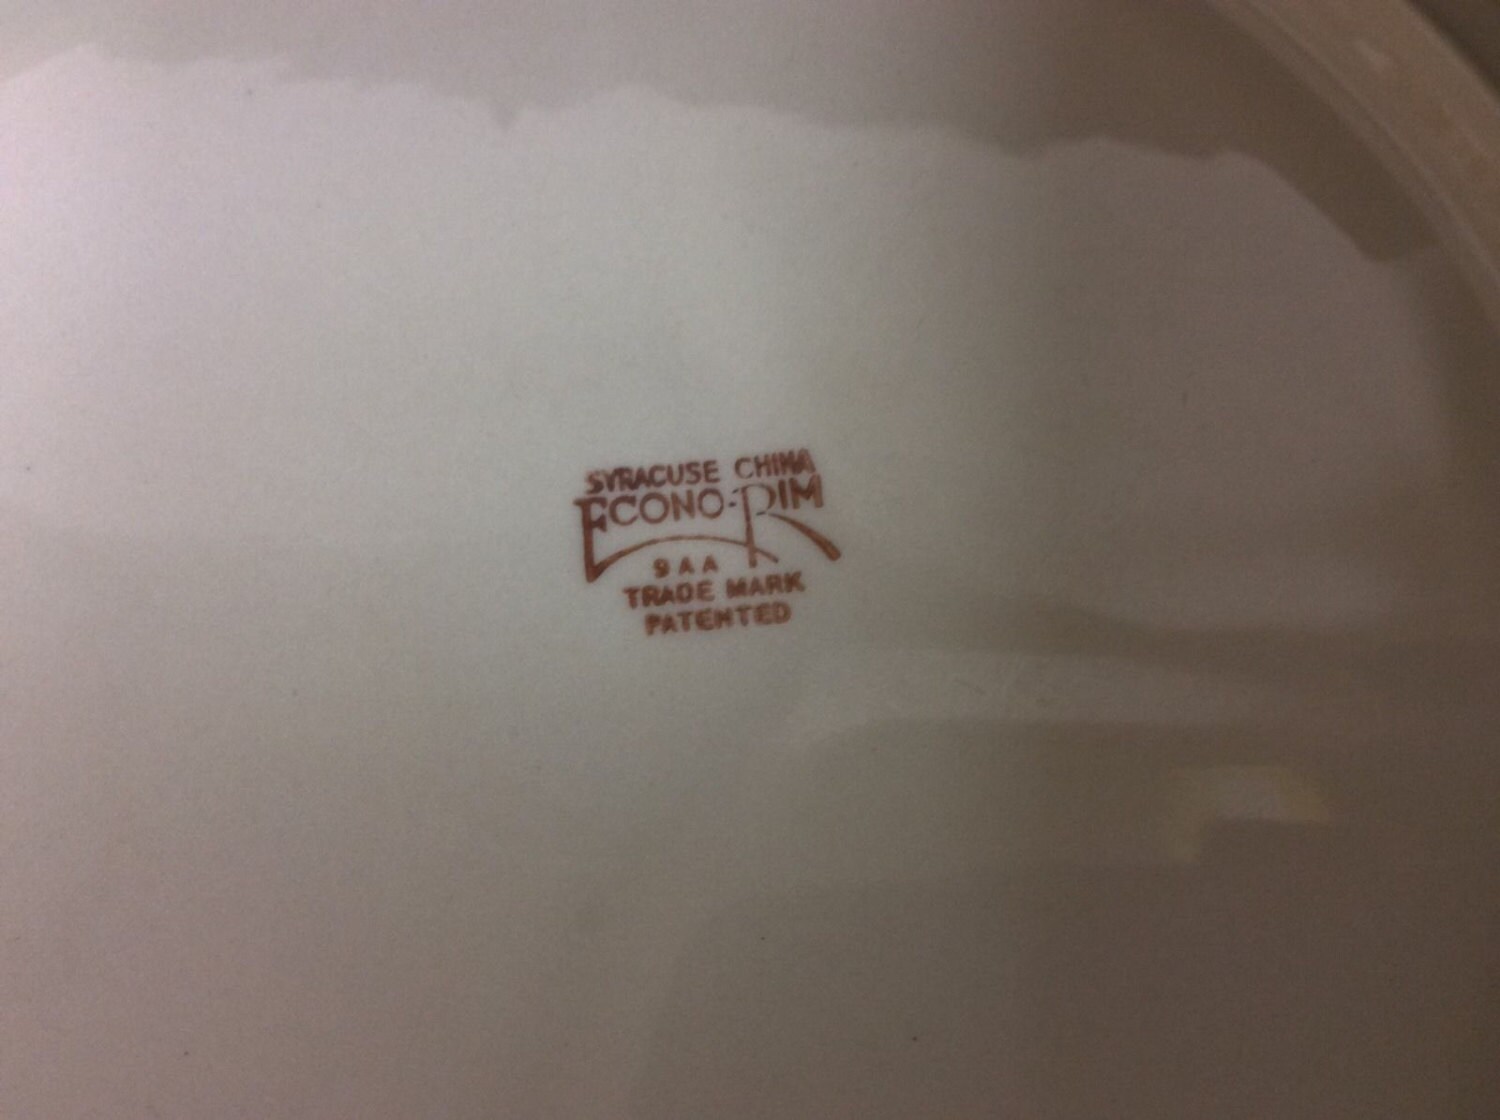 SYRACUSE CHINA
ECONO-RIM
9 A A
TRADE MARK
PATENTED